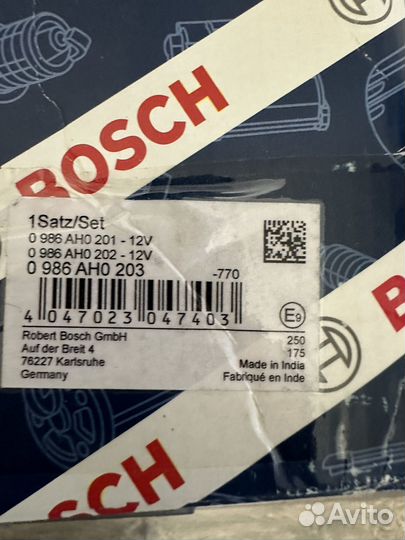 BOSCH
1Satz/Set
0 986 AH0 201 - 12V
0 986 AH0 202 - 12V
0 986 AH0 203
-770
4 047023 047403
E9
Robert Bosch GmbH
Auf der Breit 4
76227 Karlsruhe
Germany
250
175
Made in India
Fabriqué en Inde
BOSCH
Avito